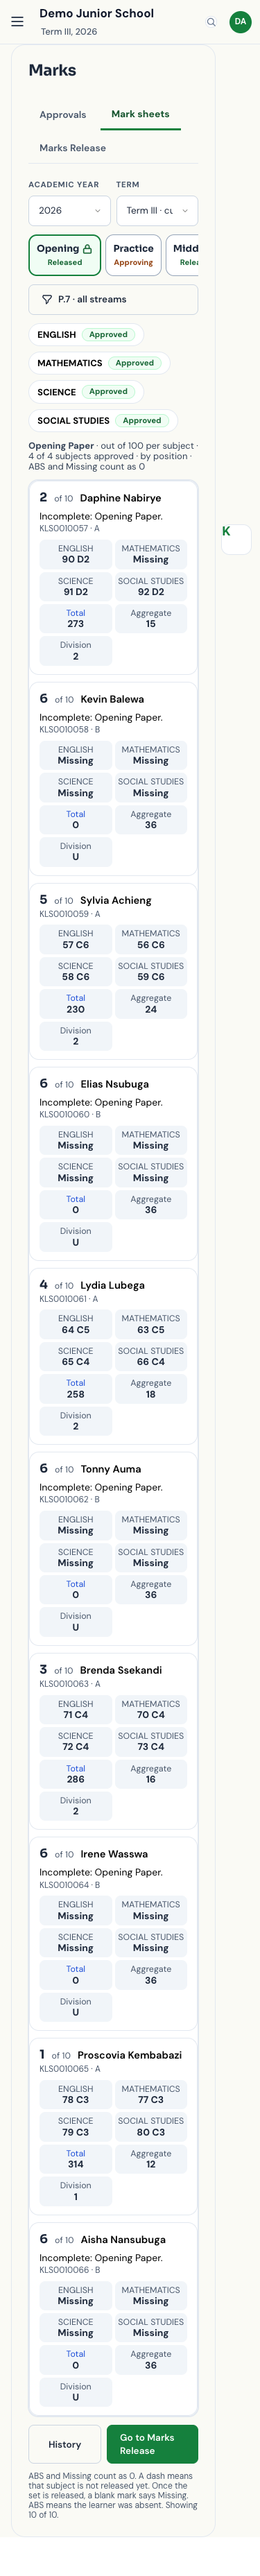 Demo Junior School
Term III, 2026
DA
Marks
Approvals
Mark sheets
Marks Release
ACADEMIC YEAR
TERM
2026
Term III · cu
Opening
Released
Practice
Approving
Midd
Relea
P.7 · all streams
ENGLISH Approved
MATHEMATICS Approved
SCIENCE Approved
SOCIAL STUDIES Approved
Opening Paper · out of 100 per subject ·
4 of 4 subjects approved · by position ·
ABS and Missing count as 0
K
2 of 10 Daphne Nabirye
Incomplete: Opening Paper.
KLS0010057 · A
ENGLISH MATHEMATICS
90 D2 Missing
SCIENCE SOCIAL STUDIES
91 D2 92 D2
Total Aggregate
273 15
Division
2
6 of 10 Kevin Balewa
Incomplete: Opening Paper.
KLS0010058 · B
ENGLISH MATHEMATICS
Missing Missing
SCIENCE SOCIAL STUDIES
Missing Missing
Total Aggregate
0 36
Division
U
5 of 10 Sylvia Achieng
KLS0010059 · A
ENGLISH MATHEMATICS
57 C6 56 C6
SCIENCE SOCIAL STUDIES
58 C6 59 C6
Total Aggregate
230 24
Division
2
6 of 10 Elias Nsubuga
Incomplete: Opening Paper.
KLS0010060 · B
ENGLISH MATHEMATICS
Missing Missing
SCIENCE SOCIAL STUDIES
Missing Missing
Total Aggregate
0 36
Division
U
4 of 10 Lydia Lubega
KLS0010061 · A
ENGLISH MATHEMATICS
64 C5 63 C5
SCIENCE SOCIAL STUDIES
65 C4 66 C4
Total Aggregate
258 18
Division
2
6 of 10 Tonny Auma
Incomplete: Opening Paper.
KLS0010062 · B
ENGLISH MATHEMATICS
Missing Missing
SCIENCE SOCIAL STUDIES
Missing Missing
Total Aggregate
0 36
Division
U
3 of 10 Brenda Ssekandi
KLS0010063 · A
ENGLISH MATHEMATICS
71 C4 70 C4
SCIENCE SOCIAL STUDIES
72 C4 73 C4
Total Aggregate
286 16
Division
2
6 of 10 Irene Wasswa
Incomplete: Opening Paper.
KLS0010064 · B
ENGLISH MATHEMATICS
Missing Missing
SCIENCE SOCIAL STUDIES
Missing Missing
Total Aggregate
0 36
Division
U
1 of 10 Proscovia Kembabazi
KLS0010065 · A
ENGLISH MATHEMATICS
78 C3 77 C3
SCIENCE SOCIAL STUDIES
79 C3 80 C3
Total Aggregate
314 12
Division
1
6 of 10 Aisha Nansubuga
Incomplete: Opening Paper.
KLS0010066 · B
ENGLISH MATHEMATICS
Missing Missing
SCIENCE SOCIAL STUDIES
Missing Missing
Total Aggregate
0 36
Division
U
History
Go to Marks
Release
ABS and Missing count as 0. A dash means
that subject is not released yet. Once the
set is released, a blank mark says Missing.
ABS means the learner was absent. Showing
10 of 10.